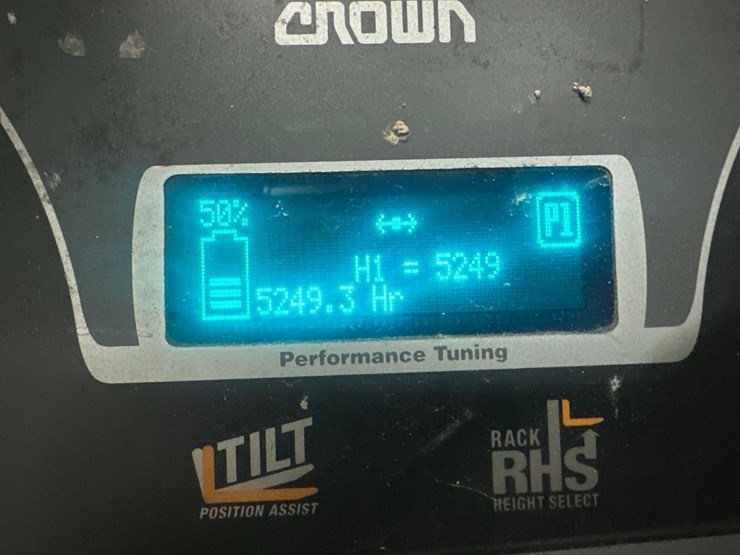 CROWN
50%
P1
H1 = 5249
5249.3 Hr
Performance Tuning
TILT
POSITION ASSIST
RACK
RHS
HEIGHT SELECT